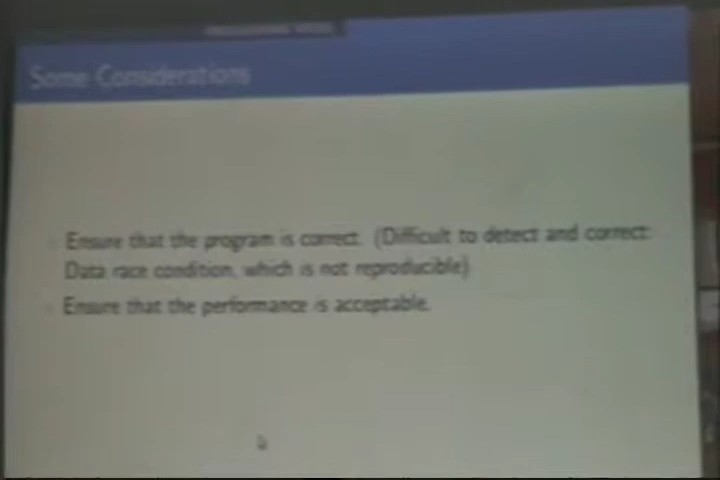 Some Considerations
Ensure that the program is correct. (Difficult to detect and correct:
Data race condition, which is not reproducible)
Ensure that the performance is acceptable.